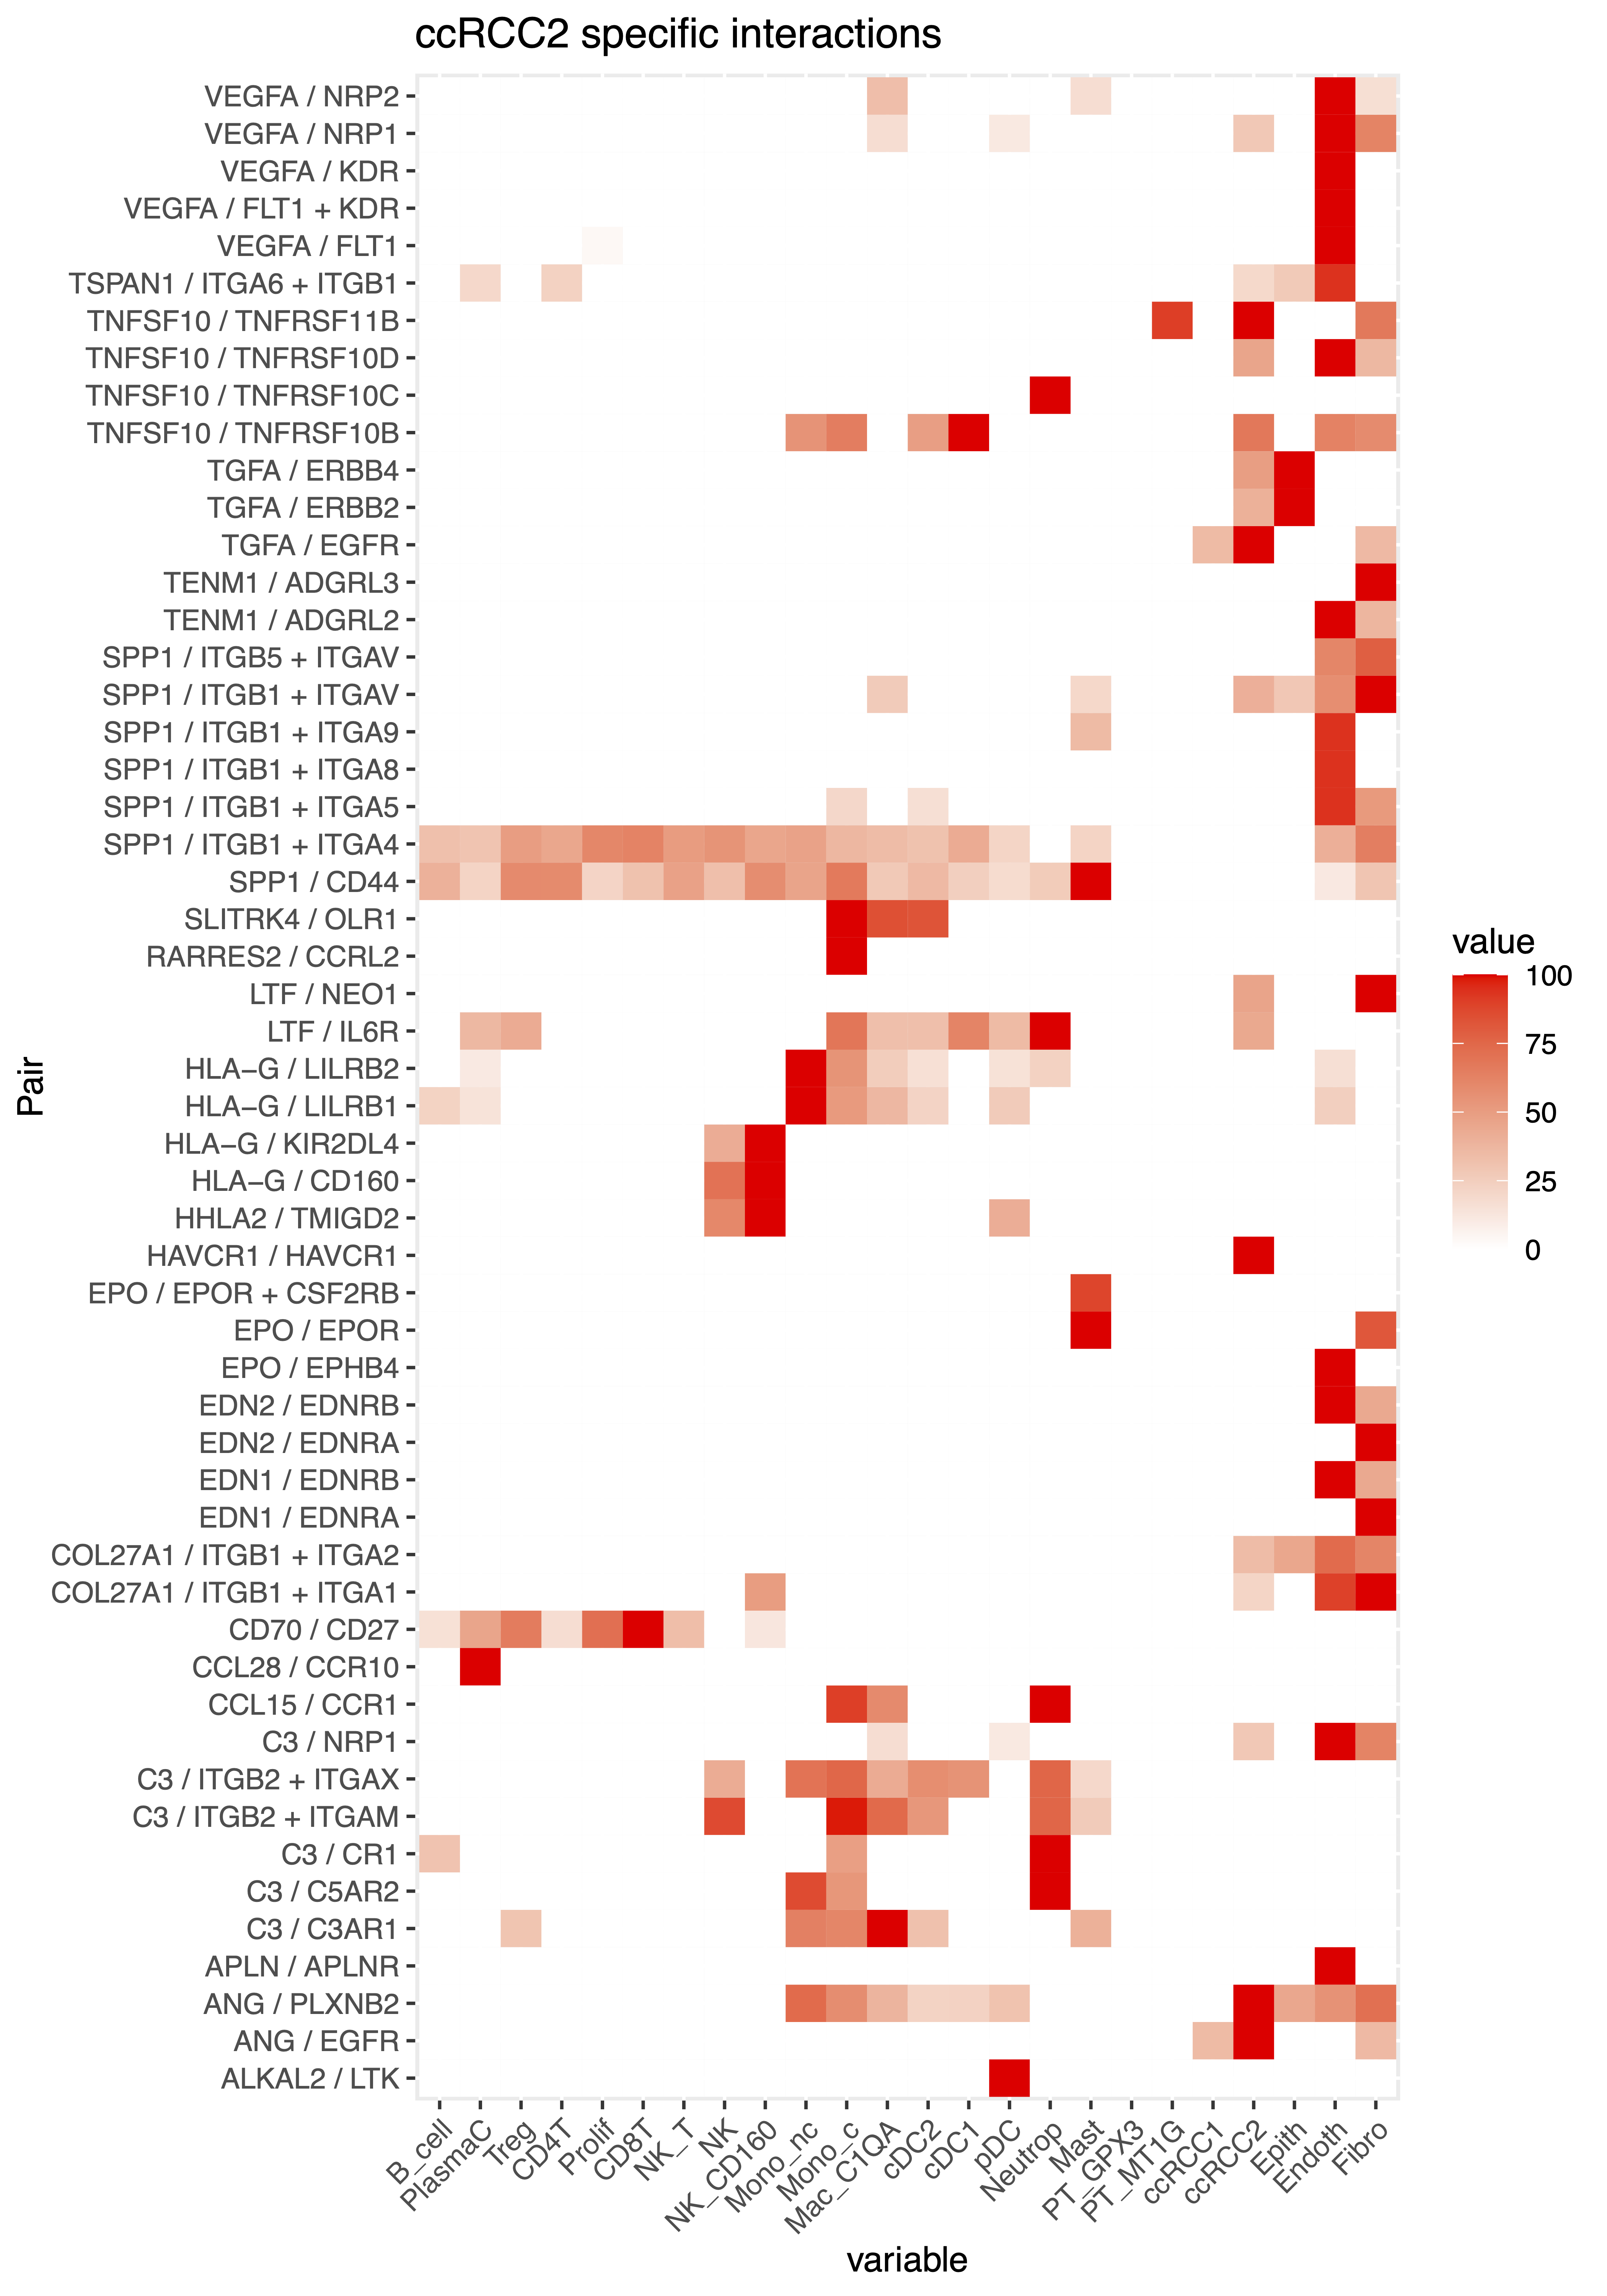 ccRCC2 specific interactions
VEGFA / NRP2
VEGFA / NRP1
VEGFA / KDR
VEGFA / FLT1 + KDR
VEGFA / FLT1
TSPAN1 / ITGA6 + ITGB1
TNFSF10 / TNFRSF11B
TNFSF10 / TNFRSF10D
TNFSF10 / TNFRSF10C
TNFSF10 / TNFRSF10B
TGFA / ERBB4
TGFA / ERBB2
TGFA / EGFR
TENM1 / ADGRL3
TENM1 / ADGRL2
SPP1 / ITGB5 + ITGAV
SPP1 / ITGB1 + ITGAV
SPP1 / ITGB1 + ITGA9
SPP1 / ITGB1 + ITGA8
SPP1 / ITGB1 + ITGA5
SPP1 / ITGB1 + ITGA4
SPP1 / CD44
SLITRK4 / OLR1
RARRES2 / CCRL2
LTF / NEO1
LTF / IL6R
HLA−G / LILRB2
HLA−G / LILRB1
HLA−G / KIR2DL4
HLA−G / CD160
HHLA2 / TMIGD2
HAVCR1 / HAVCR1
EPO / EPOR + CSF2RB
EPO / EPOR
EPO / EPHB4
EDN2 / EDNRB
EDN2 / EDNRA
EDN1 / EDNRB
EDN1 / EDNRA
COL27A1 / ITGB1 + ITGA2
COL27A1 / ITGB1 + ITGA1
CD70 / CD27
CCL28 / CCR10
CCL15 / CCR1
C3 / NRP1
C3 / ITGB2 + ITGAX
C3 / ITGB2 + ITGAM
C3 / CR1
C3 / C5AR2
C3 / C3AR1
APLN / APLNR
ANG / PLXNB2
ANG / EGFR
ALKAL2 / LTK
Pair
B_cell
PlasmaC
Treg
CD4T
Prolif
CD8T
NK_T
NK
NK_CD160
Mono_nc
Mono_c
Mac_C1QA
cDC2
cDC1
pDC
Neutrop
Mast
PT_GPX3
PT_MT1G
ccRCC1
ccRCC2
Epith
Endoth
Fibro
variable
value
100
75
50
25
0